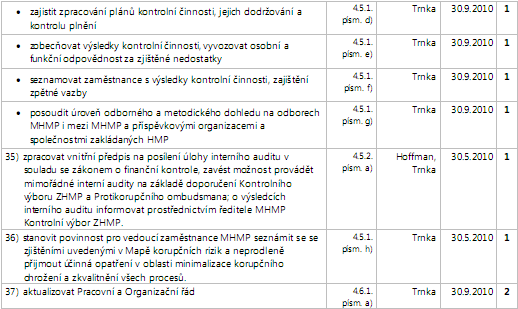 • zajistit zpracování plánů kontrolní činnosti, jejich dodržování a 4.5.1. Trnka 30.9.2010 1
kontrolu plnění písm. d)
• zobecňovat výsledky kontrolní činnosti, vyvozovat osobní a 4.5.1. Trnka 30.9.2010 1
funkční odpovědnost za zjištěné nedostatky písm. e)
• seznamovat zaměstnance s výsledky kontrolní činnosti, zajištění 4.5.1. Trnka 30.9.2010 1
zpětné vazby písm. f)
• posoudit úroveň odborného a metodického dohledu na odborech 4.5.1. Trnka 30.9.2010 1
MHMP i mezi MHMP a příspěvkovými organizacemi a písm. g)
společnostmi zakládaných HMP
35) zpracovat vnitřní předpis na posílení úlohy interního auditu v 4.5.2. Hoffman, 30.5.2010 1
souladu se zákonem o finanční kontrole, zavést možnost provádět písm. a) Trnka
mimořádné interní audity na základě doporučení Kontrolního
výboru ZHMP a Protikorupčního ombudsmana; o výsledcích
interního auditu informovat prostřednictvím ředitele MHMP
Kontrolní výbor ZHMP.
36) stanovit povinnost pro vedoucí zaměstnance MHMP seznámit se se 4.5.1. Trnka 30.5.2010 1
zjištěními uvedenými v Mapě korupčních rizik a neprodleně písm. h)
přijmout účinná opatření v oblasti minimalizace korupčního
drožení a zkvalitnění všech procesů.
37) aktualizovat Pracovní a Organizační řád 4.6.1. Trnka 30.9.2010 2
písm. a)